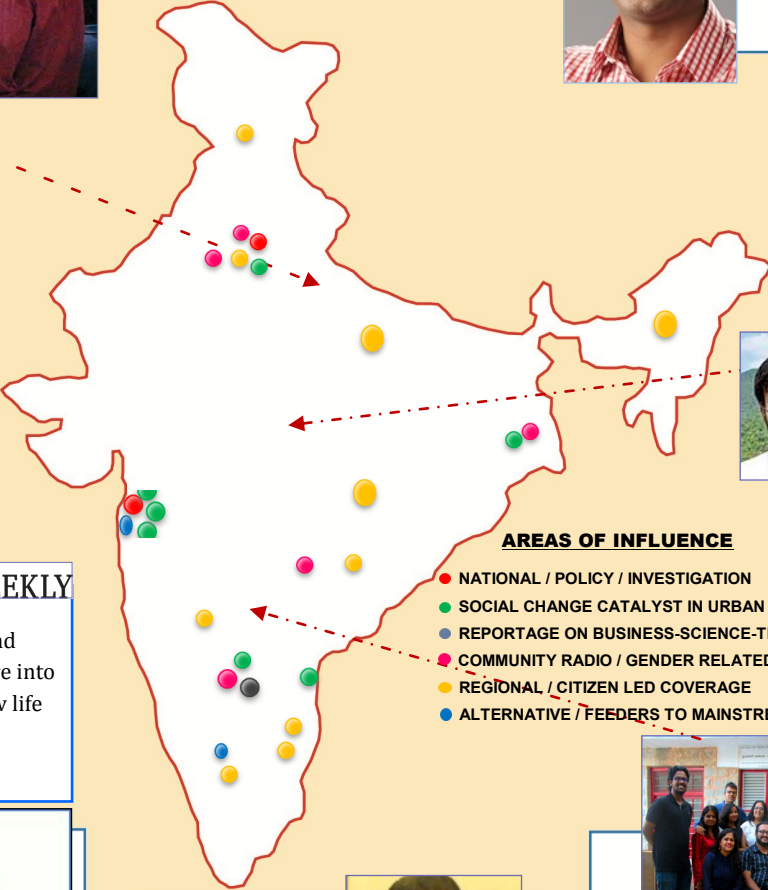 EEKLY
nd
e into
v life
AREAS OF INFLUENCE
NATIONAL / POLICY / INVESTIGATION
SOCIAL CHANGE CATALYST IN URBAN
REPORTAGE ON BUSINESS-SCIENCE-T
COMMUNITY RADIO / GENDER RELATED
REGIONAL / CITIZEN LED COVERAGE
ALTERNATIVE / FEEDERS TO MAINSTRE